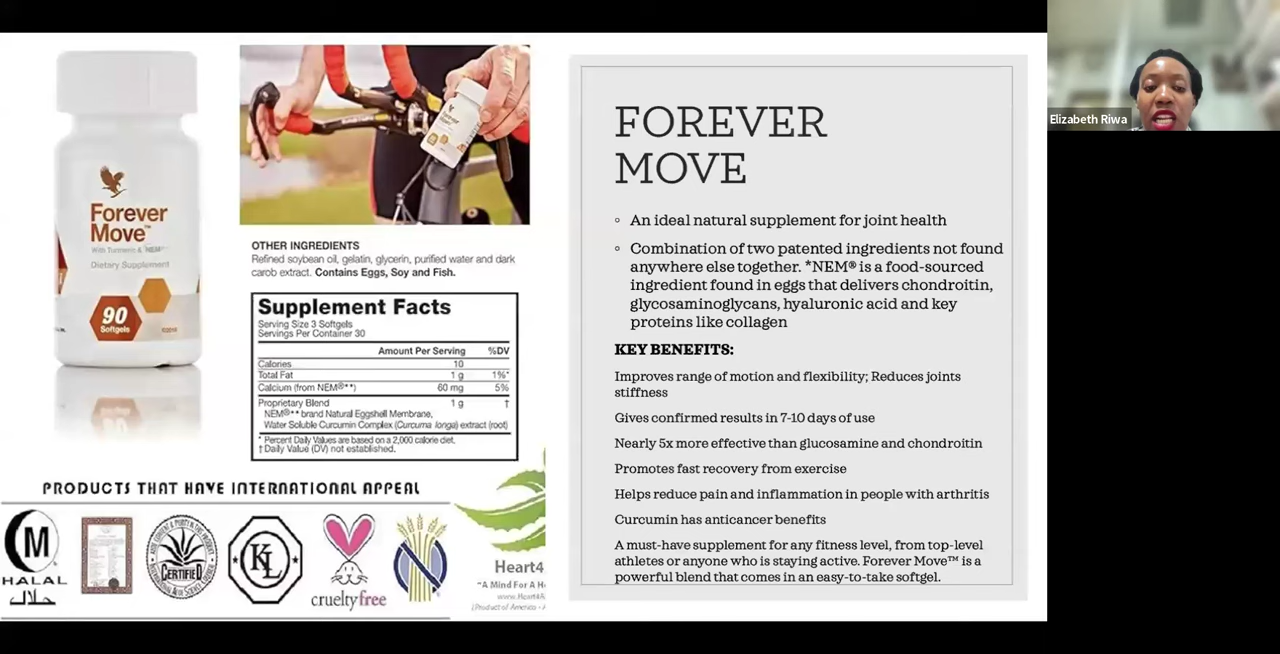 Forever
Move™
With Turmeric & NEM®
Dietary Supplement
90
Softgels
OTHER INGREDIENTS
Refined soybean oil, gelatin, glycerin, purified water and dark
carob extract. Contains Eggs, Soy and Fish.
Supplement Facts
Serving Size 3 Softgels
Servings Per Container 30
Amount Per Serving %DV
Calories 10
Total Fat 1 g 1%*
Calcium (from NEM®**) 60 mg 5%
Proprietary Blend 1 g †
NEM®** brand Natural Eggshell Membrane,
Water Soluble Curcumin Complex (Curcuma longa) extract (root)
* Percent Daily Values are based on a 2,000 calorie diet.
† Daily Value (DV) not established.
PRODUCTS THAT HAVE INTERNATIONAL APPEAL
M
HALAL
حلال
CERTIFIED
KL
crueltyfree
Heart4
"A Mind For A H
www.Heart4
(Product of America -
FOREVER
MOVE
◦ An ideal natural supplement for joint health
◦ Combination of two patented ingredients not found
anywhere else together. *NEM® is a food-sourced
ingredient found in eggs that delivers chondroitin,
glycosaminoglycans, hyaluronic acid and key
proteins like collagen
KEY BENEFITS:
Improves range of motion and flexibility; Reduces joints
stiffness
Gives confirmed results in 7-10 days of use
Nearly 5x more effective than glucosamine and chondroitin
Promotes fast recovery from exercise
Helps reduce pain and inflammation in people with arthritis
Curcumin has anticancer benefits
A must-have supplement for any fitness level, from top-level
athletes or anyone who is staying active. Forever Move™ is a
powerful blend that comes in an easy-to-take softgel.
Elizabeth Riwa